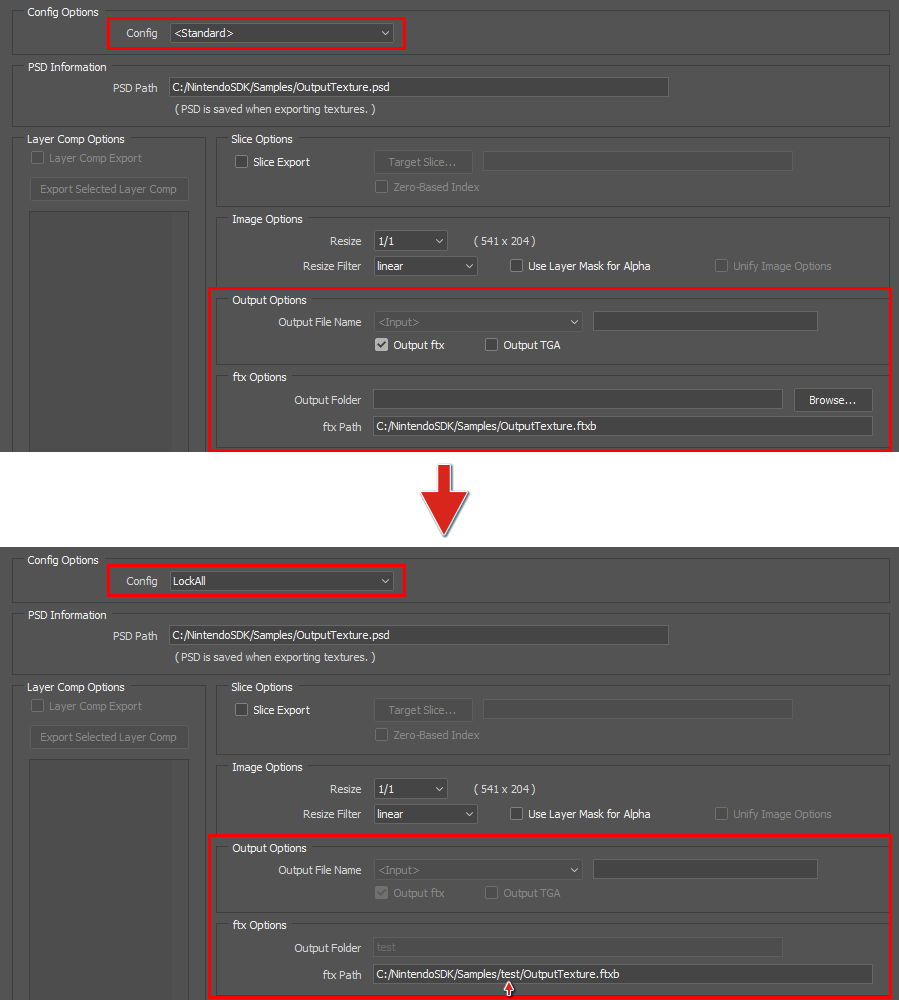 Config Options
Config <Standard>
PSD Information
PSD Path C:/NintendoSDK/Samples/OutputTexture.psd
( PSD is saved when exporting textures. )
Layer Comp Options
Layer Comp Export
Export Selected Layer Comp
Slice Options
Slice Export Target Slice...
Zero-Based Index
Image Options
Resize 1/1 ( 541 x 204 )
Resize Filter linear Use Layer Mask for Alpha Unify Image Options
Output Options
Output File Name <Input>
Output ftx Output TGA
ftx Options
Output Folder Browse...
ftx Path C:/NintendoSDK/Samples/OutputTexture.ftxb
Config Options
Config LockAll
PSD Information
PSD Path C:/NintendoSDK/Samples/OutputTexture.psd
( PSD is saved when exporting textures. )
Layer Comp Options
Layer Comp Export
Export Selected Layer Comp
Slice Options
Slice Export Target Slice...
Zero-Based Index
Image Options
Resize 1/1 ( 541 x 204 )
Resize Filter linear Use Layer Mask for Alpha Unify Image Options
Output Options
Output File Name <Input>
Output ftx Output TGA
ftx Options
Output Folder test
ftx Path C:/NintendoSDK/Samples/test/OutputTexture.ftxb